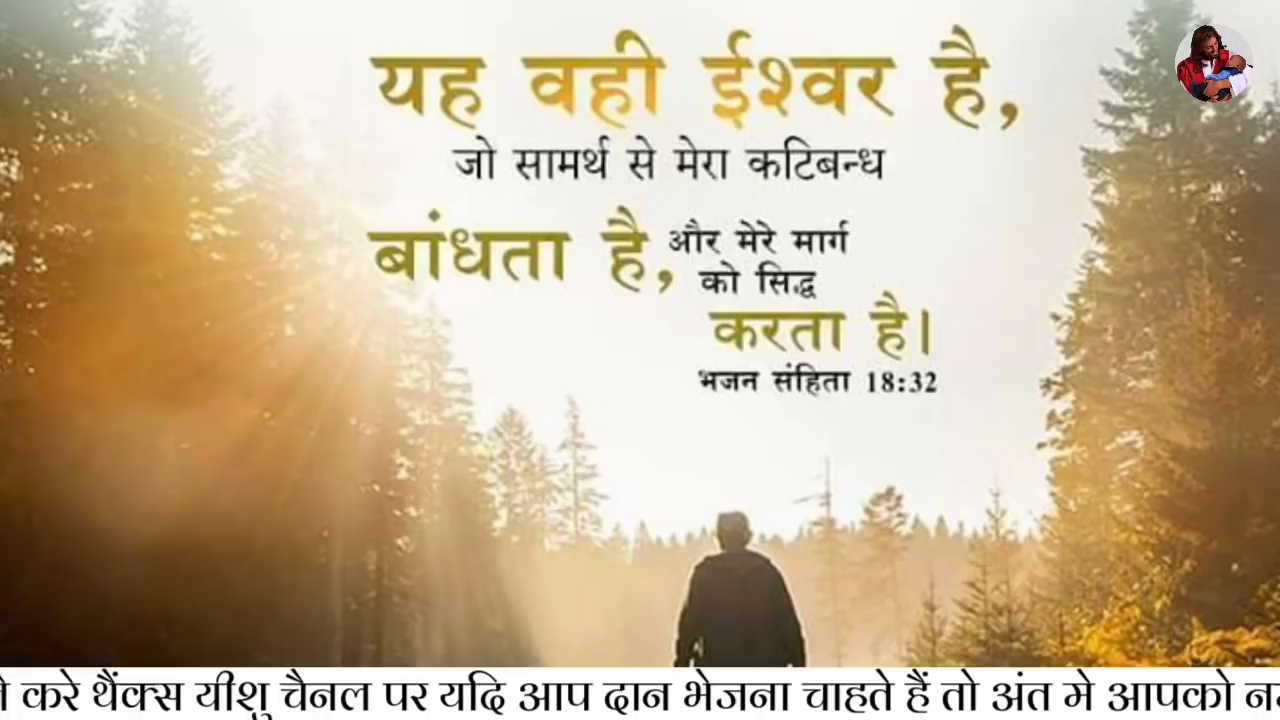 यह वही ईश्वर है,
जो सामर्थ से मेरा कटिबन्ध
बांधता है, और मेरे मार्ग
को सिद्ध
करता है।
भजन संहिता 18:32
करे थैंक्स यीशु चैनल पर यदि आप दान भेजना चाहते हैं तो अंत मे आपको